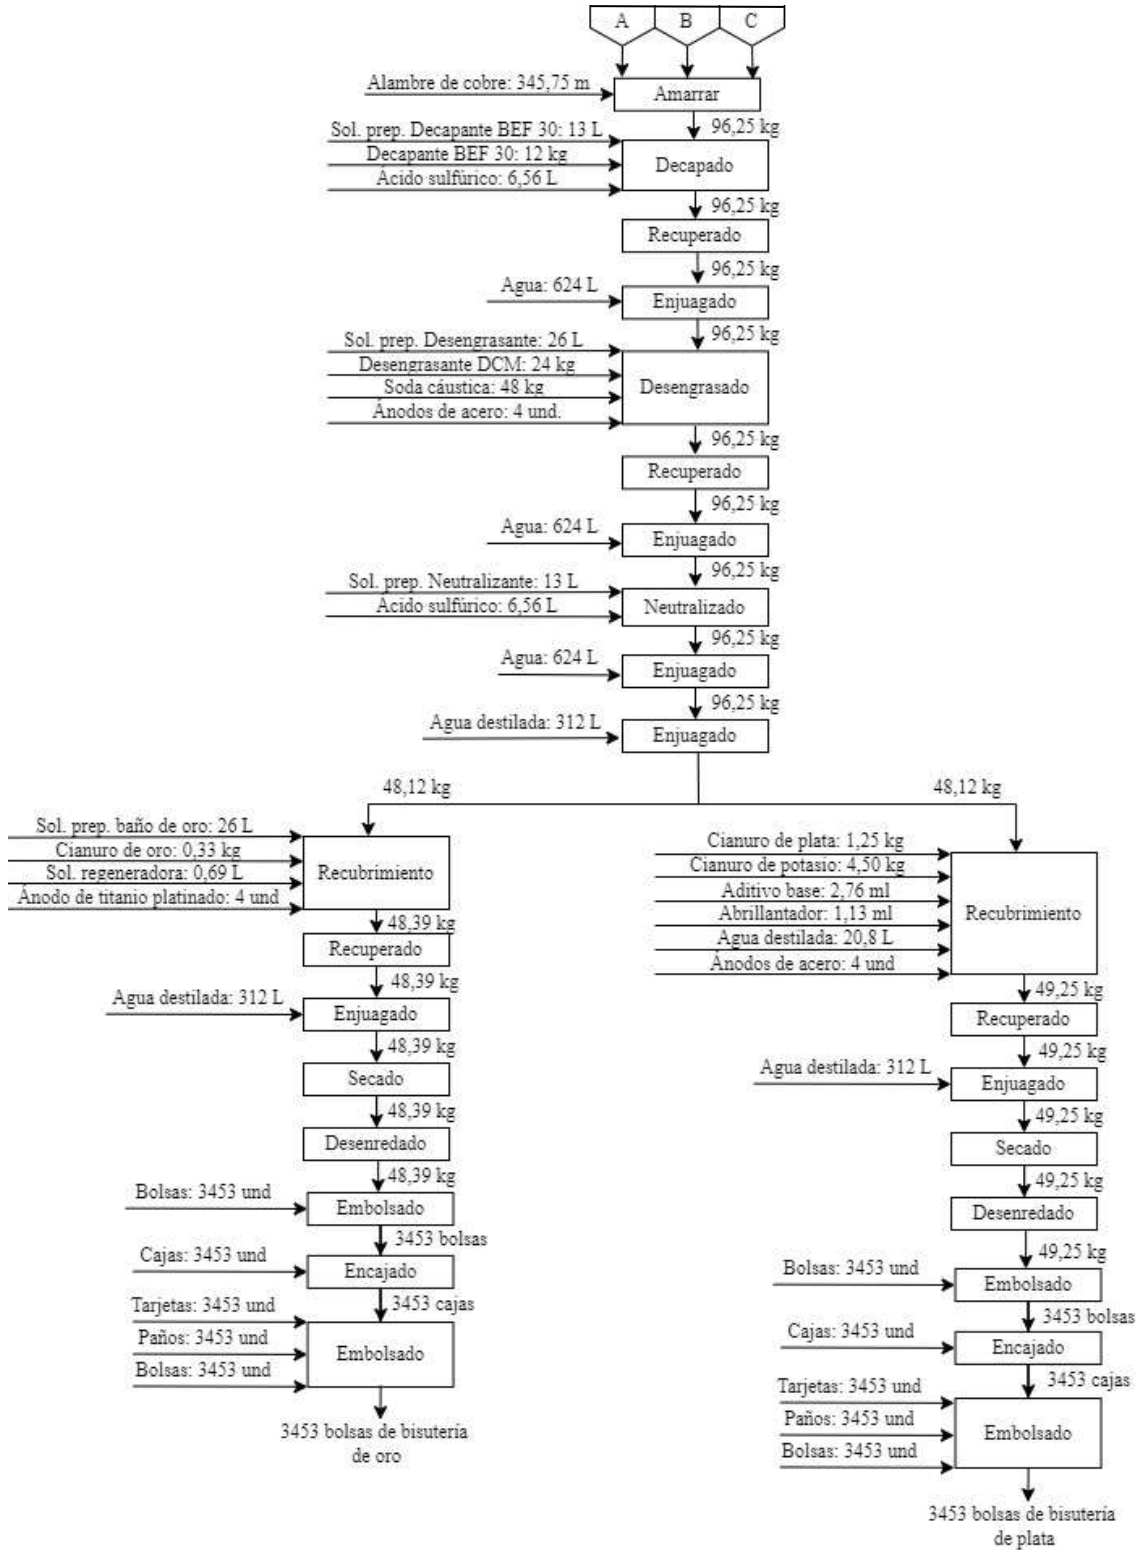 A
B
C
Alambre de cobre: 345,75 m
Amarrar
96,25 kg
Sol. prep. Decapante BEF 30: 13 L
Decapante BEF 30: 12 kg
Ácido sulfúrico: 6,56 L
Decapado
96,25 kg
Recuperado
96,25 kg
Agua: 624 L
Enjuagado
96,25 kg
Sol. prep. Desengrasante: 26 L
Desengrasante DCM: 24 kg
Soda cáustica: 48 kg
Ánodos de acero: 4 und.
Desengrasado
96,25 kg
Recuperado
96,25 kg
Agua: 624 L
Enjuagado
96,25 kg
Sol. prep. Neutralizante: 13 L
Ácido sulfúrico: 6,56 L
Neutralizado
96,25 kg
Agua: 624 L
Enjuagado
96,25 kg
Agua destilada: 312 L
Enjuagado
48,12 kg
Sol. prep. baño de oro: 26 L
Cianuro de oro: 0,33 kg
Sol. regeneradora: 0,69 L
Ánodo de titanio platinado: 4 und
Recubrimiento
48,39 kg
Recuperado
48,39 kg
Agua destilada: 312 L
Enjuagado
48,39 kg
Secado
48,39 kg
Desenredado
48,39 kg
Bolsas: 3453 und
Embolsado
3453 bolsas
Cajas: 3453 und
Encajado
3453 cajas
Tarjetas: 3453 und
Paños: 3453 und
Bolsas: 3453 und
Embolsado
3453 bolsas de bisutería
de oro
48,12 kg
Cianuro de plata: 1,25 kg
Cianuro de potasio: 4,50 kg
Aditivo base: 2,76 ml
Abrillantador: 1,13 ml
Agua destilada: 20,8 L
Ánodos de acero: 4 und
Recubrimiento
49,25 kg
Recuperado
49,25 kg
Agua destilada: 312 L
Enjuagado
49,25 kg
Secado
49,25 kg
Desenredado
49,25 kg
Bolsas: 3453 und
Embolsado
3453 bolsas
Cajas: 3453 und
Encajado
3453 cajas
Tarjetas: 3453 und
Paños: 3453 und
Bolsas: 3453 und
Embolsado
3453 bolsas de bisutería
de plata